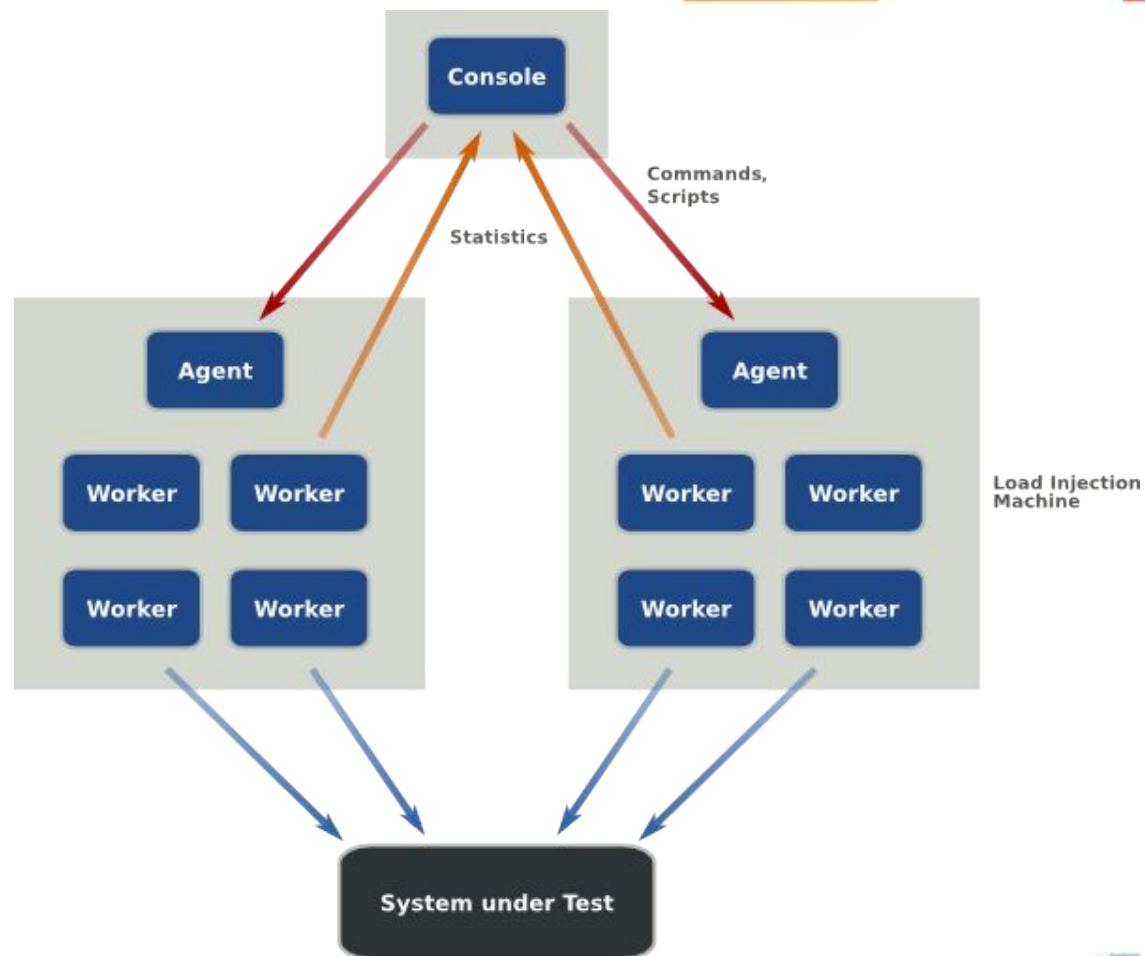 Console
Commands,
Scripts
Statistics
Agent
Agent
Worker
Worker
Worker
Worker
Load Injection
Machine
Worker
Worker
Worker
Worker
System under Test